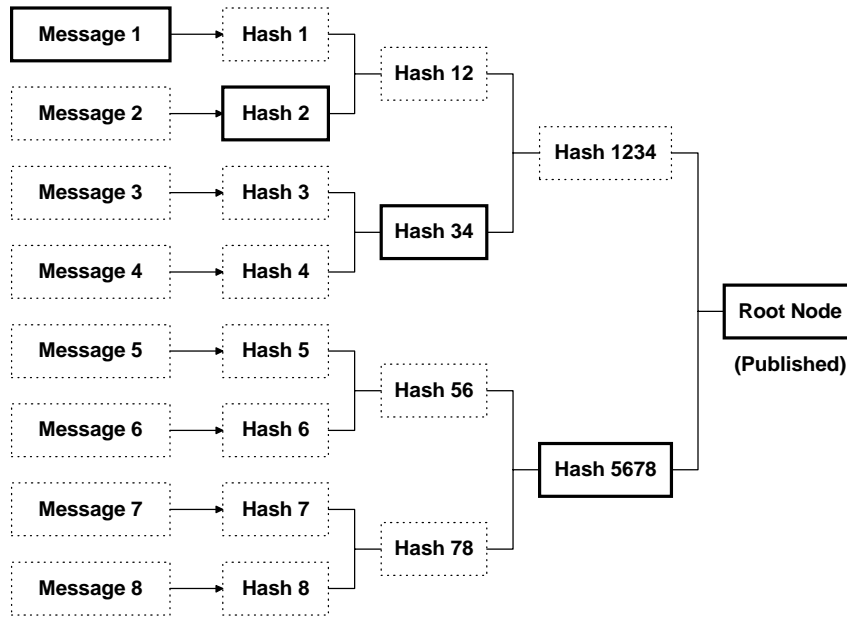 Message 1
Hash 1
Hash 12
Message 2
Hash 2
Hash 1234
Message 3
Hash 3
Hash 34
Message 4
Hash 4
Root Node
(Published)
Message 5
Hash 5
Hash 56
Message 6
Hash 6
Hash 5678
Message 7
Hash 7
Hash 78
Message 8
Hash 8